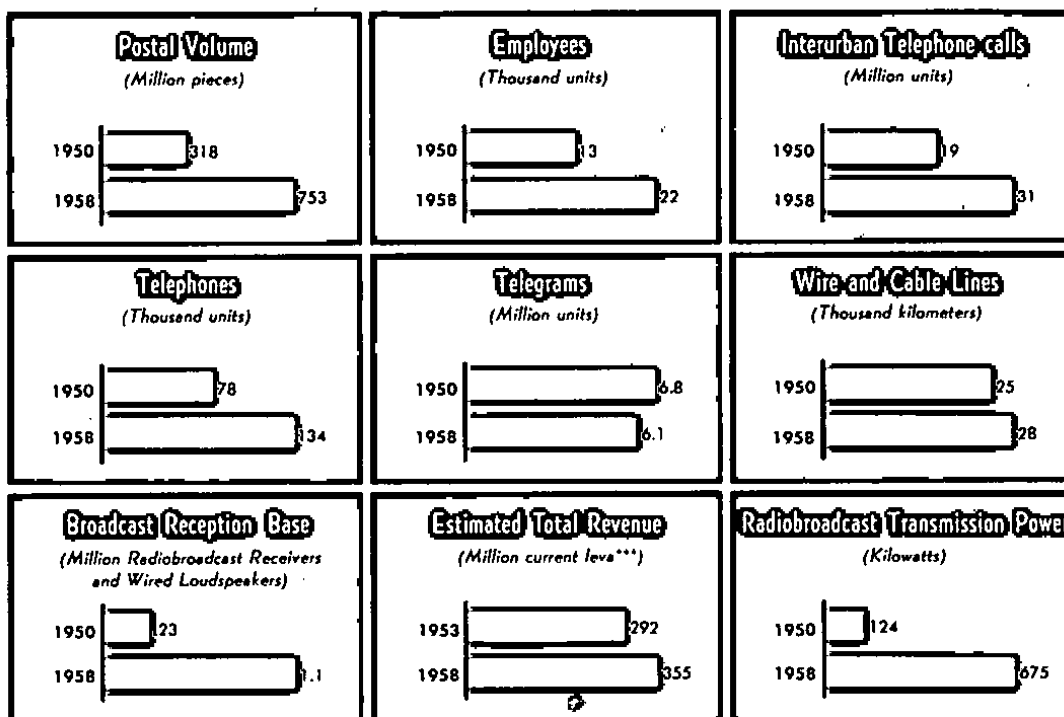 Postal Volume
(Million pieces)
1950 318
1958 753
Employees
(Thousand units)
1950 13
1958 22
Interurban Telephone calls
(Million units)
1950 19
1958 31
Telephones
(Thousand units)
1950 78
1958 134
Telegrams
(Million units)
1950 6.8
1958 6.1
Wire and Cable Lines
(Thousand kilometers)
1950 25
1958 28
Broadcast Reception Base
(Million Radiobroadcast Receivers
and Wired Loudspeakers)
1950 .23
1958 1.1
Estimated Total Revenue
(Million current leva***)
1953 292
1958 355
Radiobroadcast Transmission Power
(Kilowatts)
1950 124
1958 675